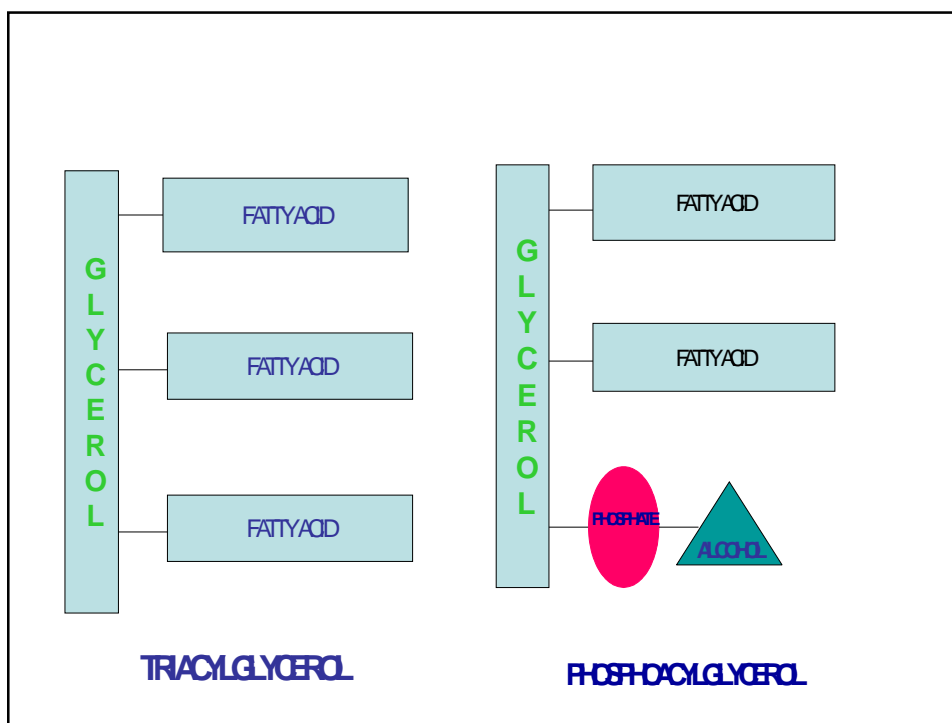 GLYCEROL
FATTY ACID
FATTY ACID
FATTY ACID
TRIACYLGLYCEROL
GLYCEROL
FATTY ACID
FATTY ACID
PHOSPHATE
ALCOHOL
PHOSPHOACYLGLYCEROL